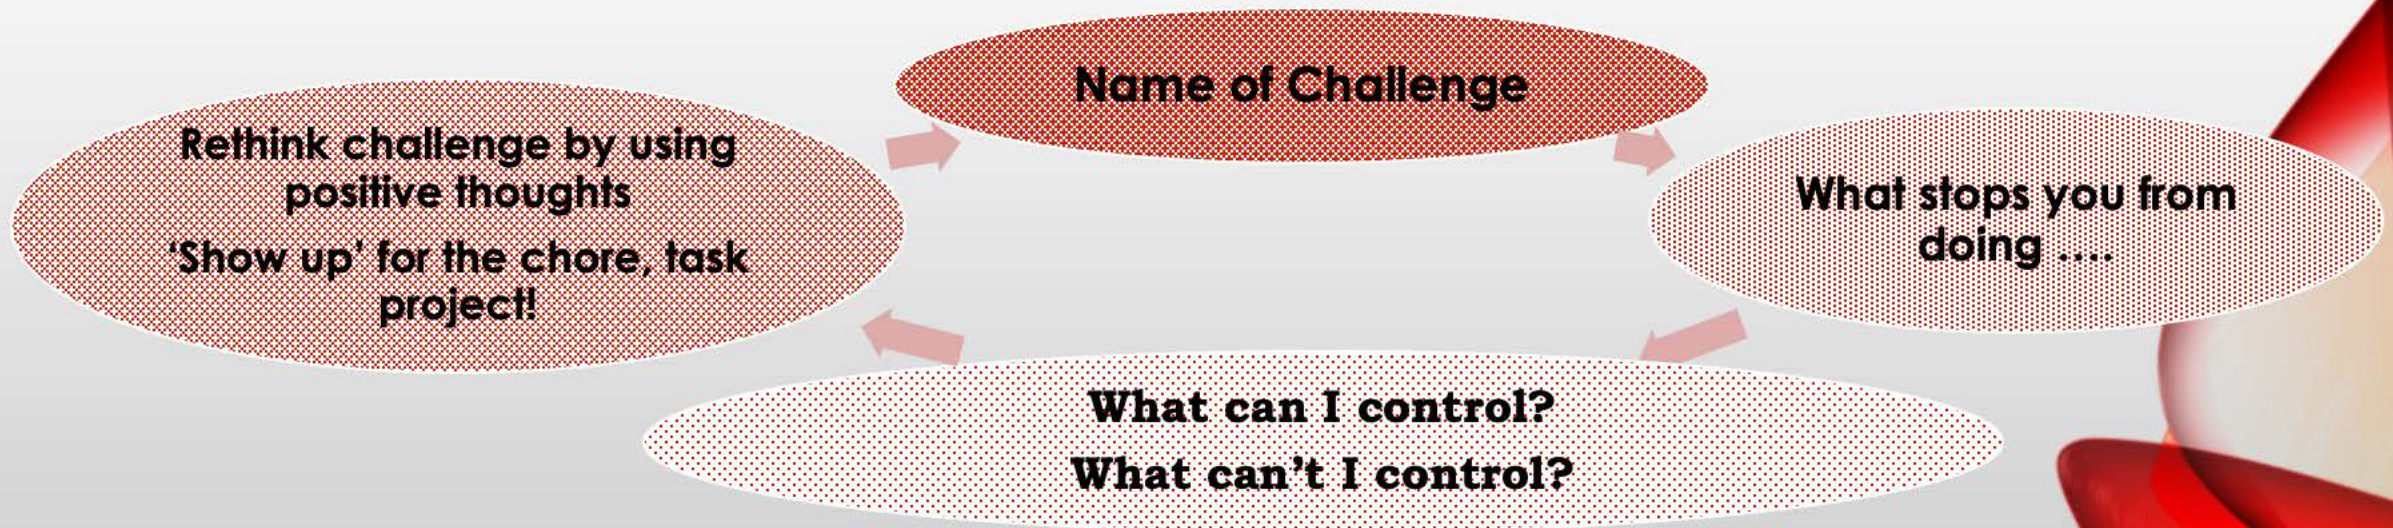 Name of Challenge
What stops you from
doing ....
What can I control?
What can't I control?
Rethink challenge by using
positive thoughts
‘Show up’ for the chore, task
project!